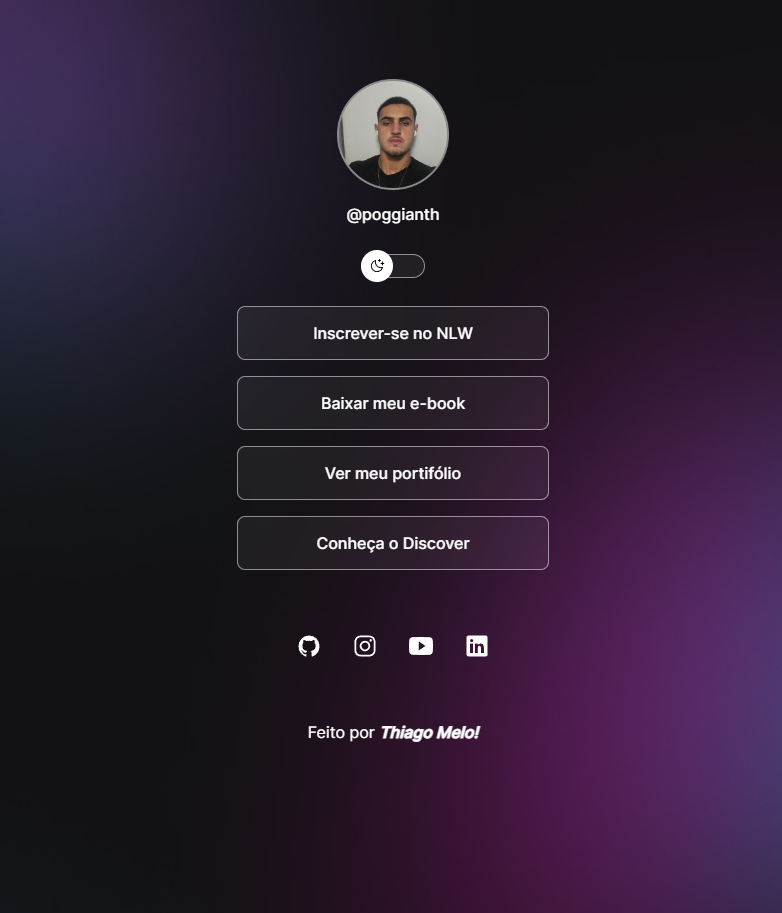 @poggianth
Inscrever-se no NLW
Baixar meu e-book
Ver meu portifólio
Conheça o Discover
Feito por Thiago Melo!